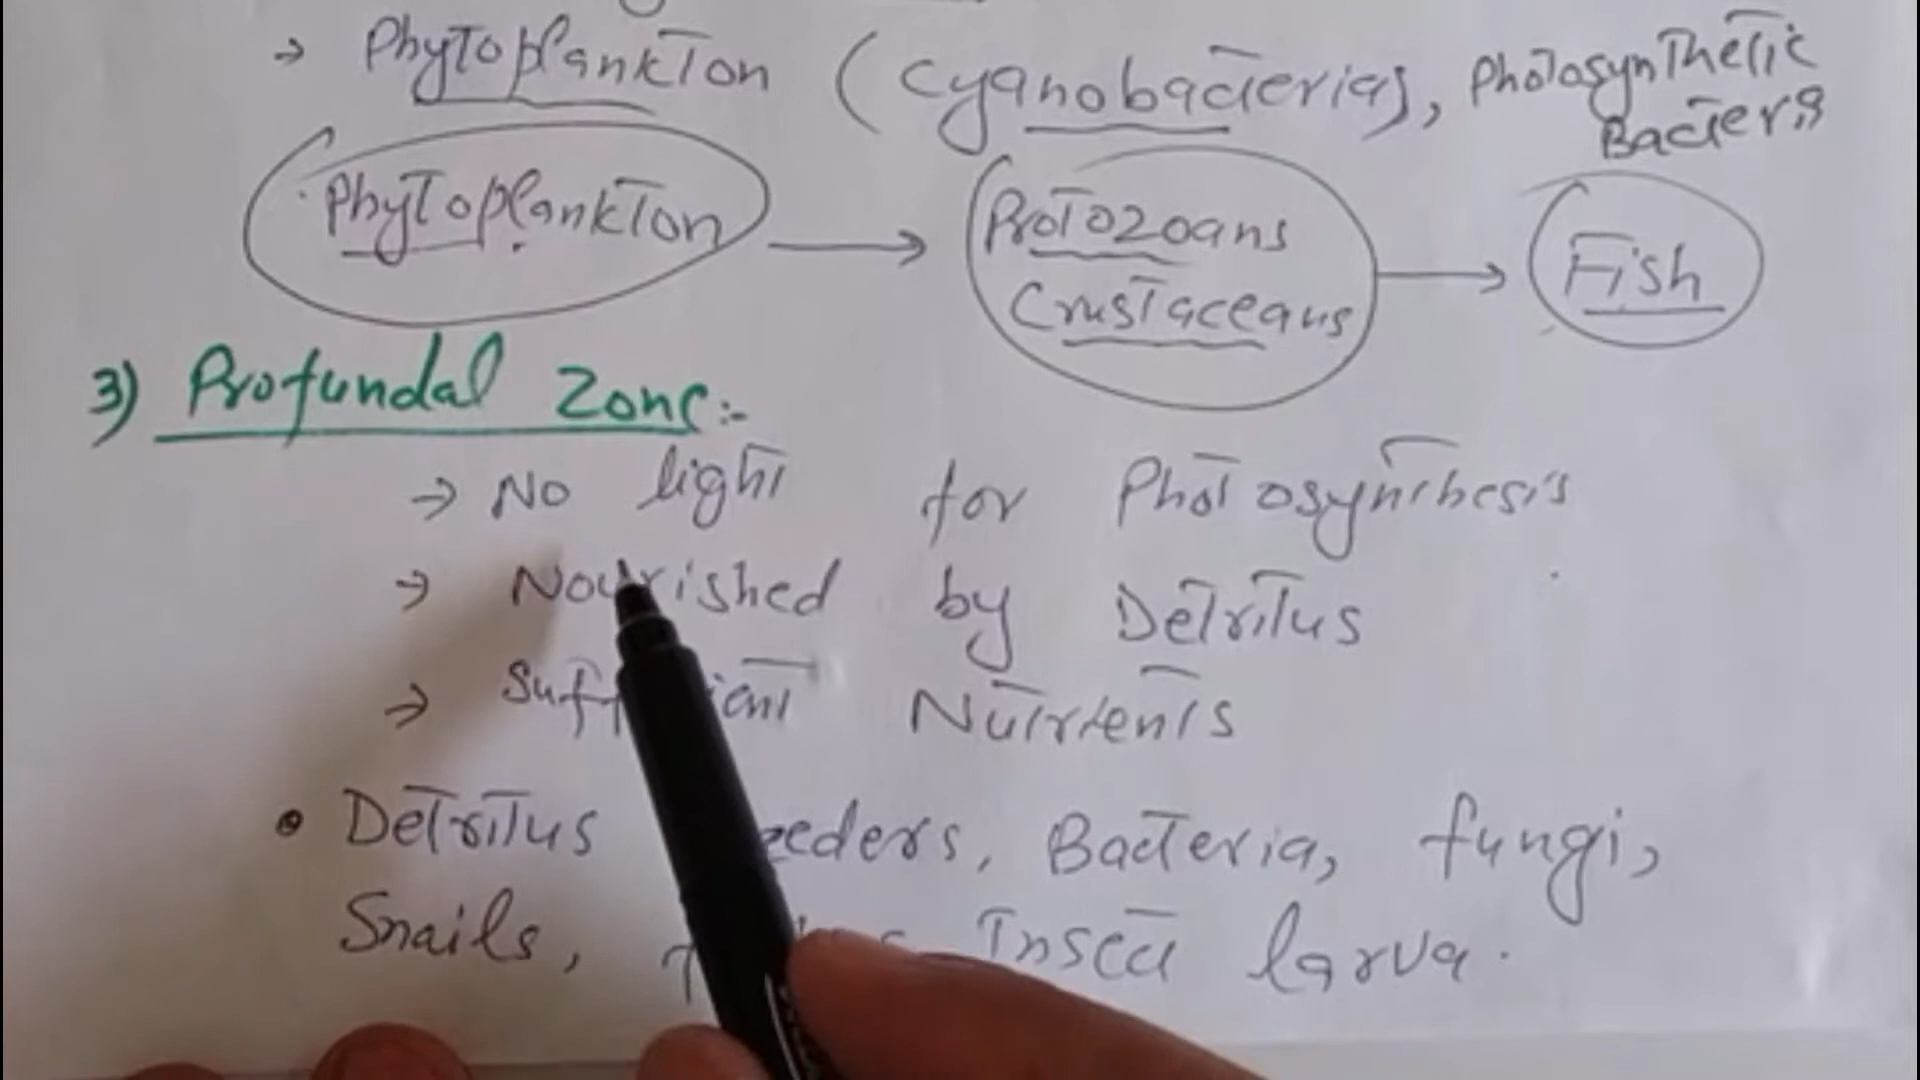 → Phytoplankton (Cyanobacterias, Photosynthetic
Bacteria
Phytoplankton → Protozoans → Fish
Crustaceans
3) Profundal Zone:-
→ No light for Photosynthesis
→ Nourished by Detritus
→ Nutrients
• Detritus Bacteria, fungi,
Snails, Insect larva.